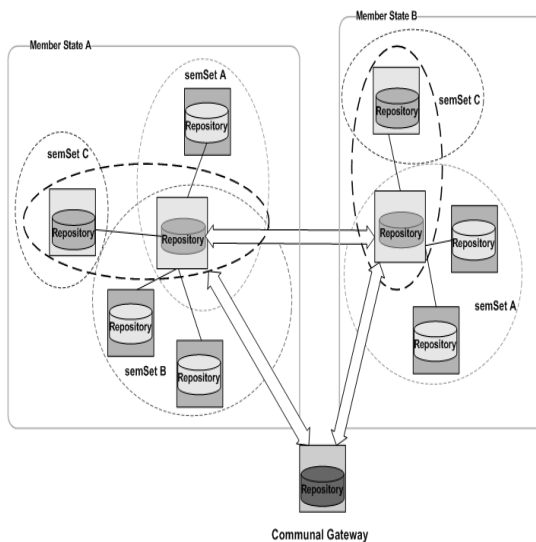 Member State A
Member State B
semSet A
Repository
semSet C
Repository
semSet C
Repository
Repository
Repository
Repository
Repository
semSet A
Repository
semSet B
Repository
Repository
Communal Gateway